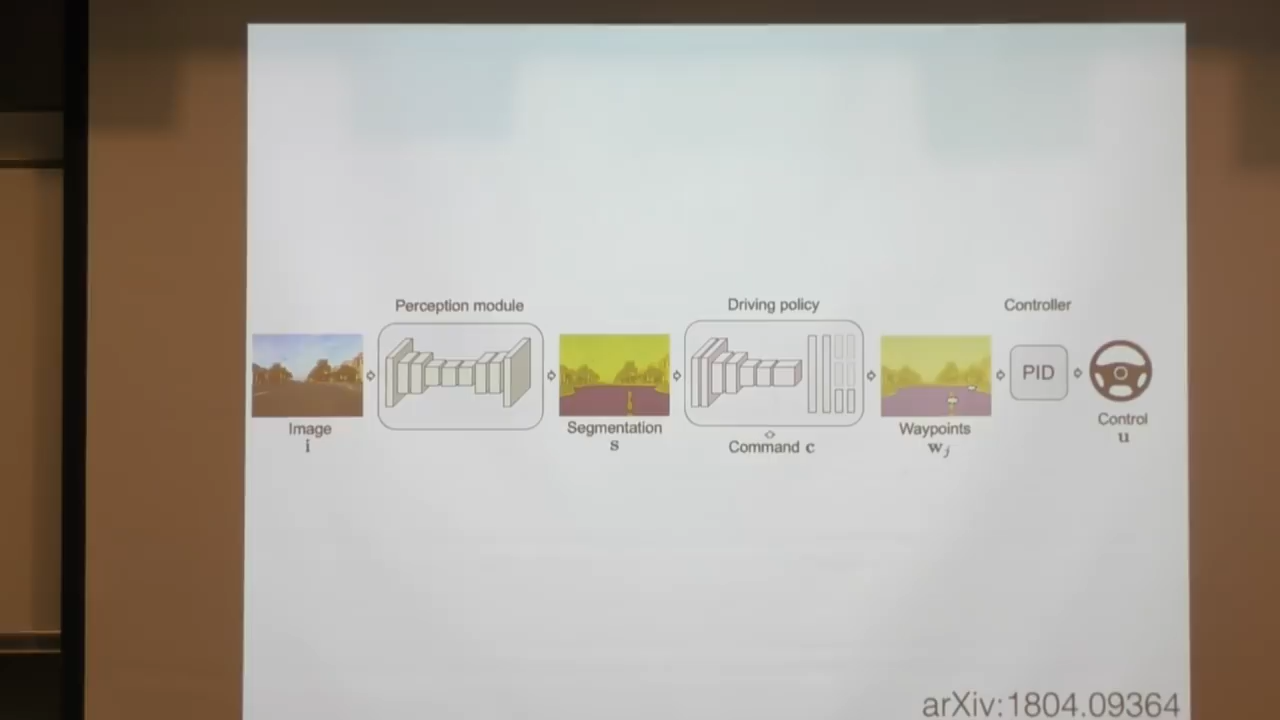 Perception module
Driving policy
Controller
PID
Image
i
Segmentation
s
Command c
Waypoints
wj
Control
u
arXiv:1804.09364